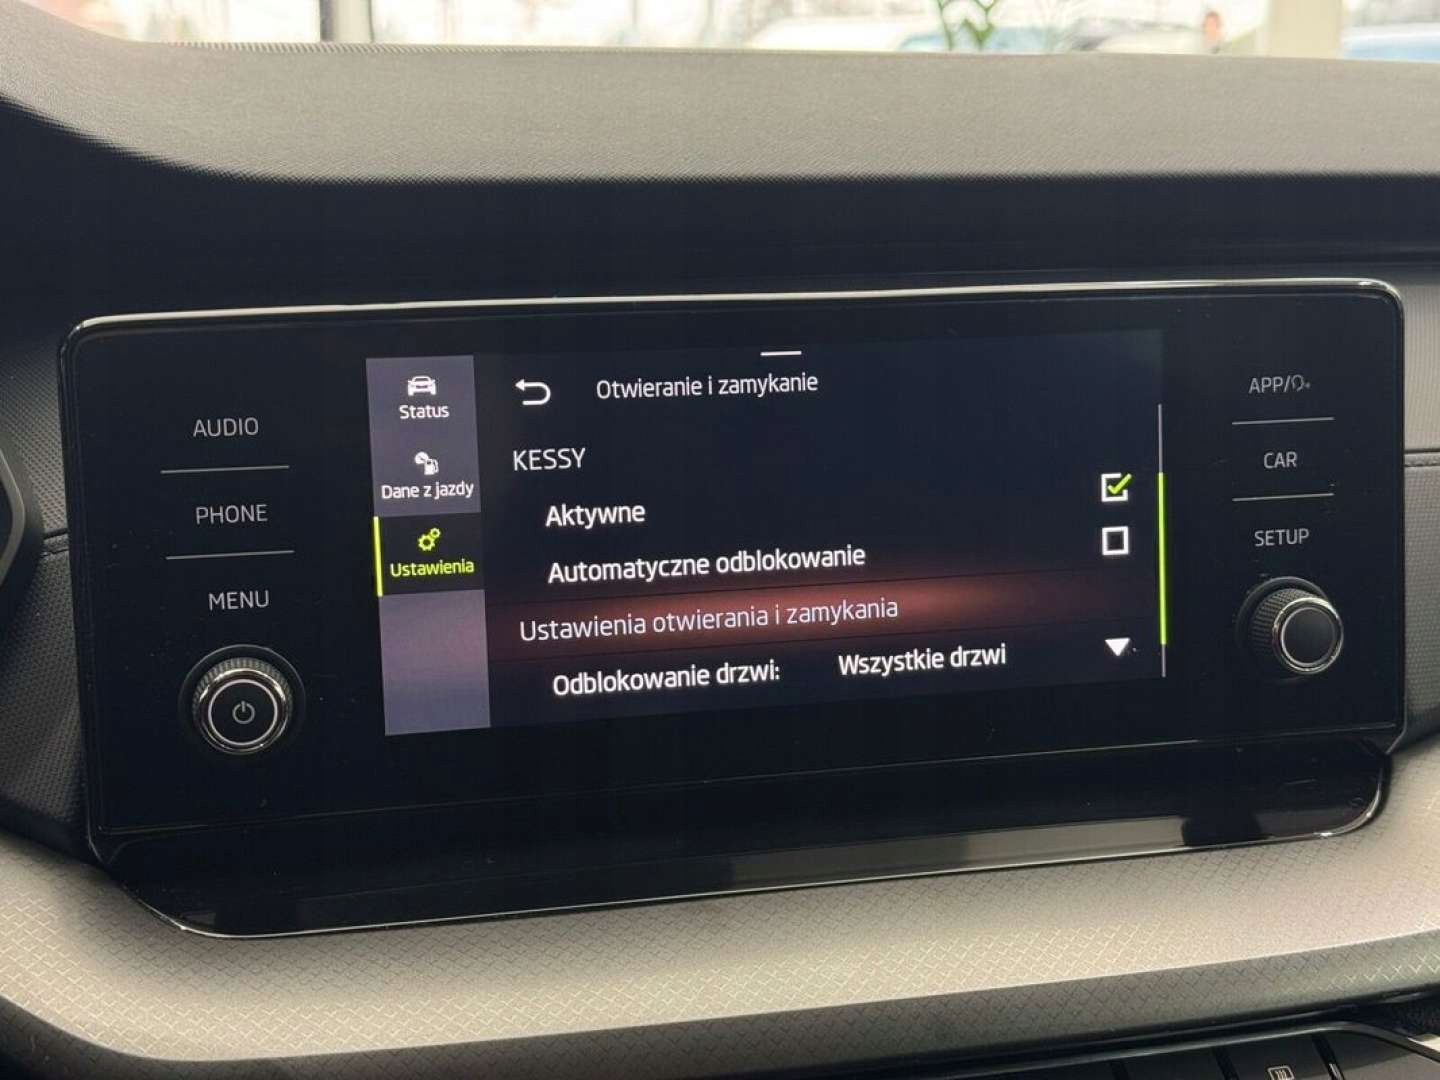 AUDIO
PHONE
MENU
Status
Dane z jazdy
Ustawienia
Otwieranie i zamykanie
KESSY
Aktywne
Automatyczne odblokowanie
Ustawienia otwierania i zamykania
Odblokowanie drzwi: Wszystkie drzwi
APP/
CAR
SETUP